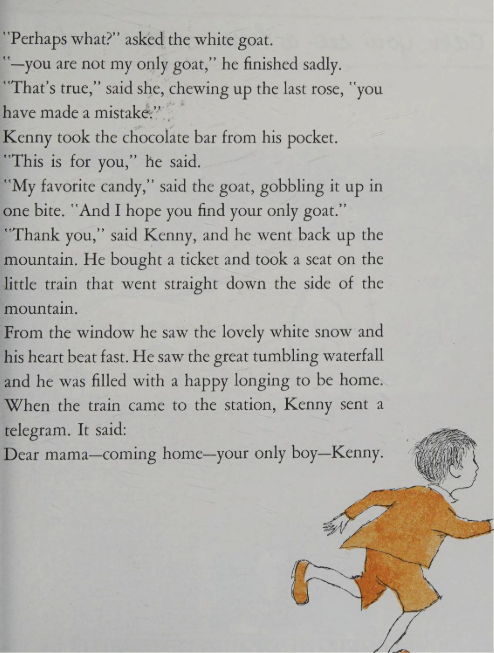 "Perhaps what?" asked the white goat.
"—you are not my only goat," he finished sadly.
"That's true," said she, chewing up the last rose, "you
have made a mistake."
Kenny took the chocolate bar from his pocket.
"This is for you," he said.
"My favorite candy," said the goat, gobbling it up in
one bite. "And I hope you find your only goat."
"Thank you," said Kenny, and he went back up the
mountain. He bought a ticket and took a seat on the
little train that went straight down the side of the
mountain.
From the window he saw the lovely white snow and
his heart beat fast. He saw the great tumbling waterfall
and he was filled with a happy longing to be home.
When the train came to the station, Kenny sent a
telegram. It said:
Dear mama—coming home—your only boy—Kenny.